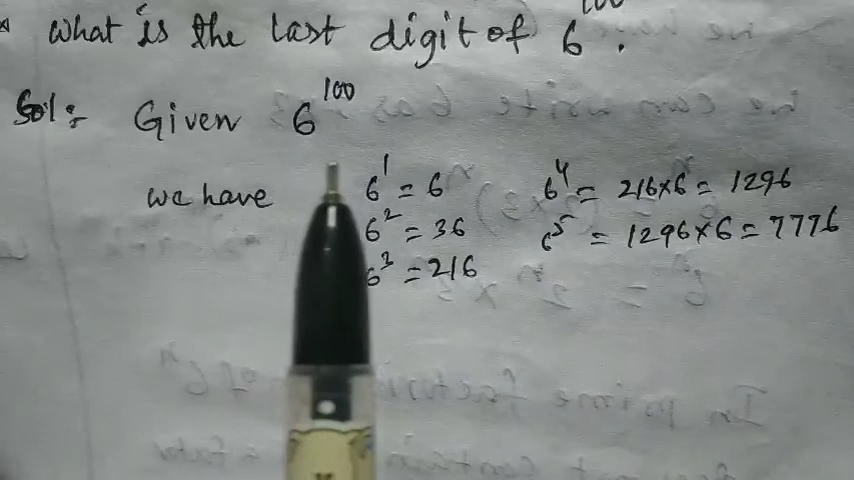 What is the last digit of 6^100.
Sol:- Given 6^100
we have 6^1 = 6 6^4 = 216×6 = 1296
6^2 = 36 6^5 = 1296×6 = 7776
6^3 = 216